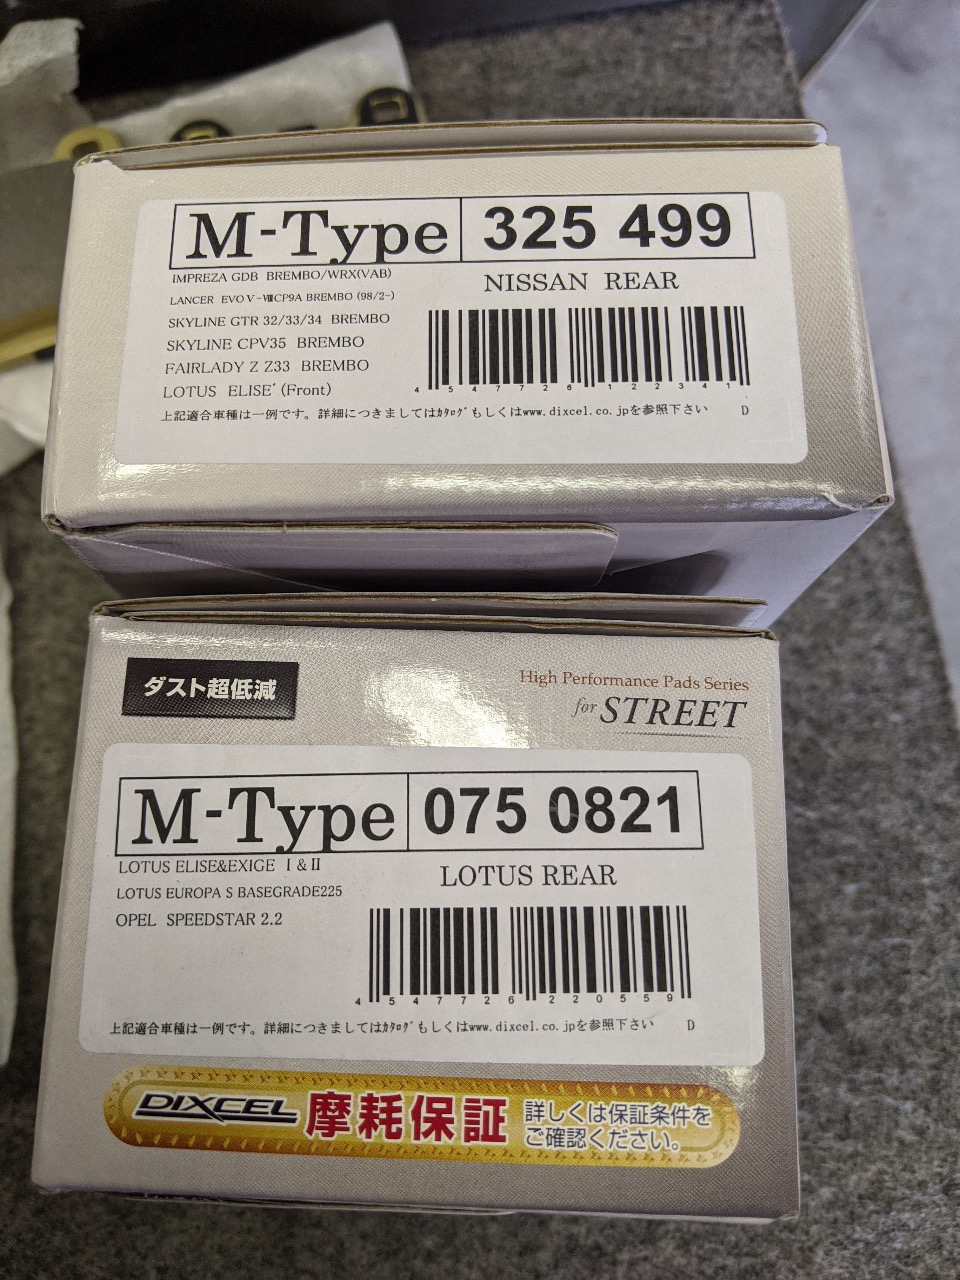 M-Type 325 499
IMPREZA GDB BREMBO/WRX(VAB)
LANCER EVO V-Ⅷ CP9A BREMBO (98/2-)
SKYLINE GTR 32/33/34 BREMBO
SKYLINE CPV35 BREMBO
FAIRLADY Z Z33 BREMBO
LOTUS ELISE (Front)
NISSAN REAR
4 547726 122341
上記適合車種は一例です。詳細につきましてはｶﾀﾛｸﾞもしくはwww.dixcel.co.jpを参照下さい D
ダスト超低減
High Performance Pads Series
for STREET
M-Type 075 0821
LOTUS ELISE&EXIGE Ⅰ & Ⅱ
LOTUS EUROPA S BASEGRADE225
OPEL SPEEDSTAR 2.2
LOTUS REAR
4 547726 220559
上記適合車種は一例です。詳細につきましてはｶﾀﾛｸﾞもしくはwww.dixcel.co.jpを参照下さい D
DIXCEL 摩耗保証 詳しくは保証条件を
ご確認ください。